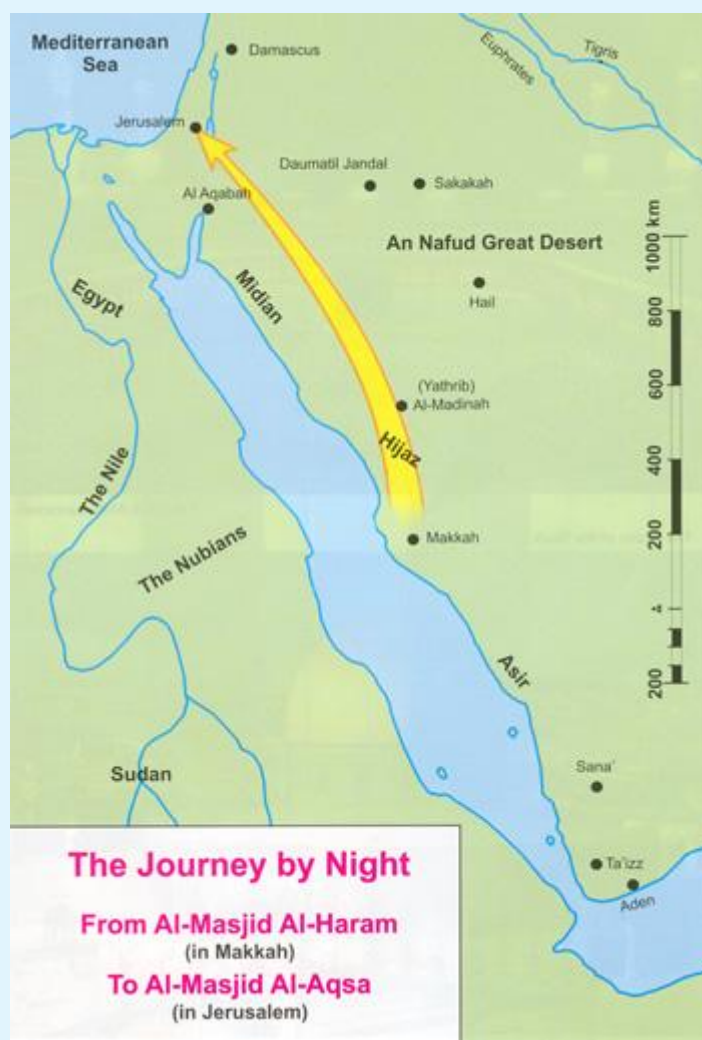 Mediterranean
Sea
Damascus
Euphrates
Tigris
Jerusalem
Daumatil Jandal
Sakakah
Al Aqabah
An Nafud Great Desert
Hail
Egypt
Midian
(Yathrib)
Al-Madinah
Hijaz
The Nile
Makkah
The Nubians
Asir
Sudan
Sana'
Ta'izz
Aden
1000 km
800
600
400
200
200
The Journey by Night
From Al-Masjid Al-Haram
(in Makkah)
To Al-Masjid Al-Aqsa
(in Jerusalem)